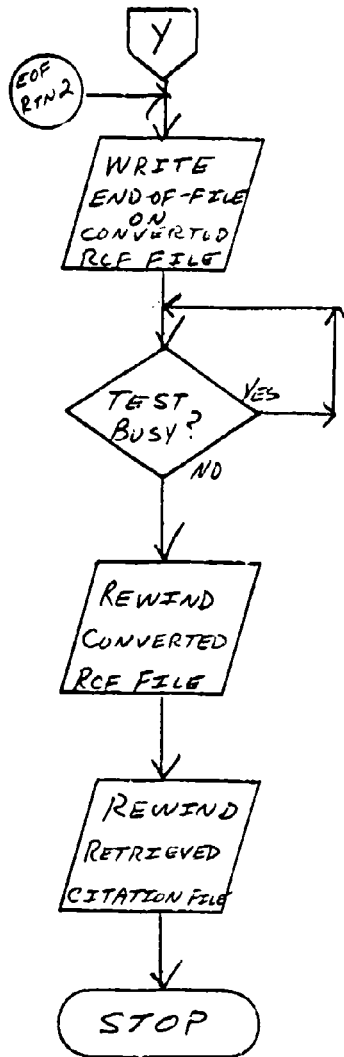 Y
EOF
RTN2
WRITE
END-OF-FILE
ON
CONVERTED
RCF FILE
TEST
BUSY?
YES
NO
REWIND
CONVERTED
RCF FILE
REWIND
RETRIEVED
CITATION FILE
STOP